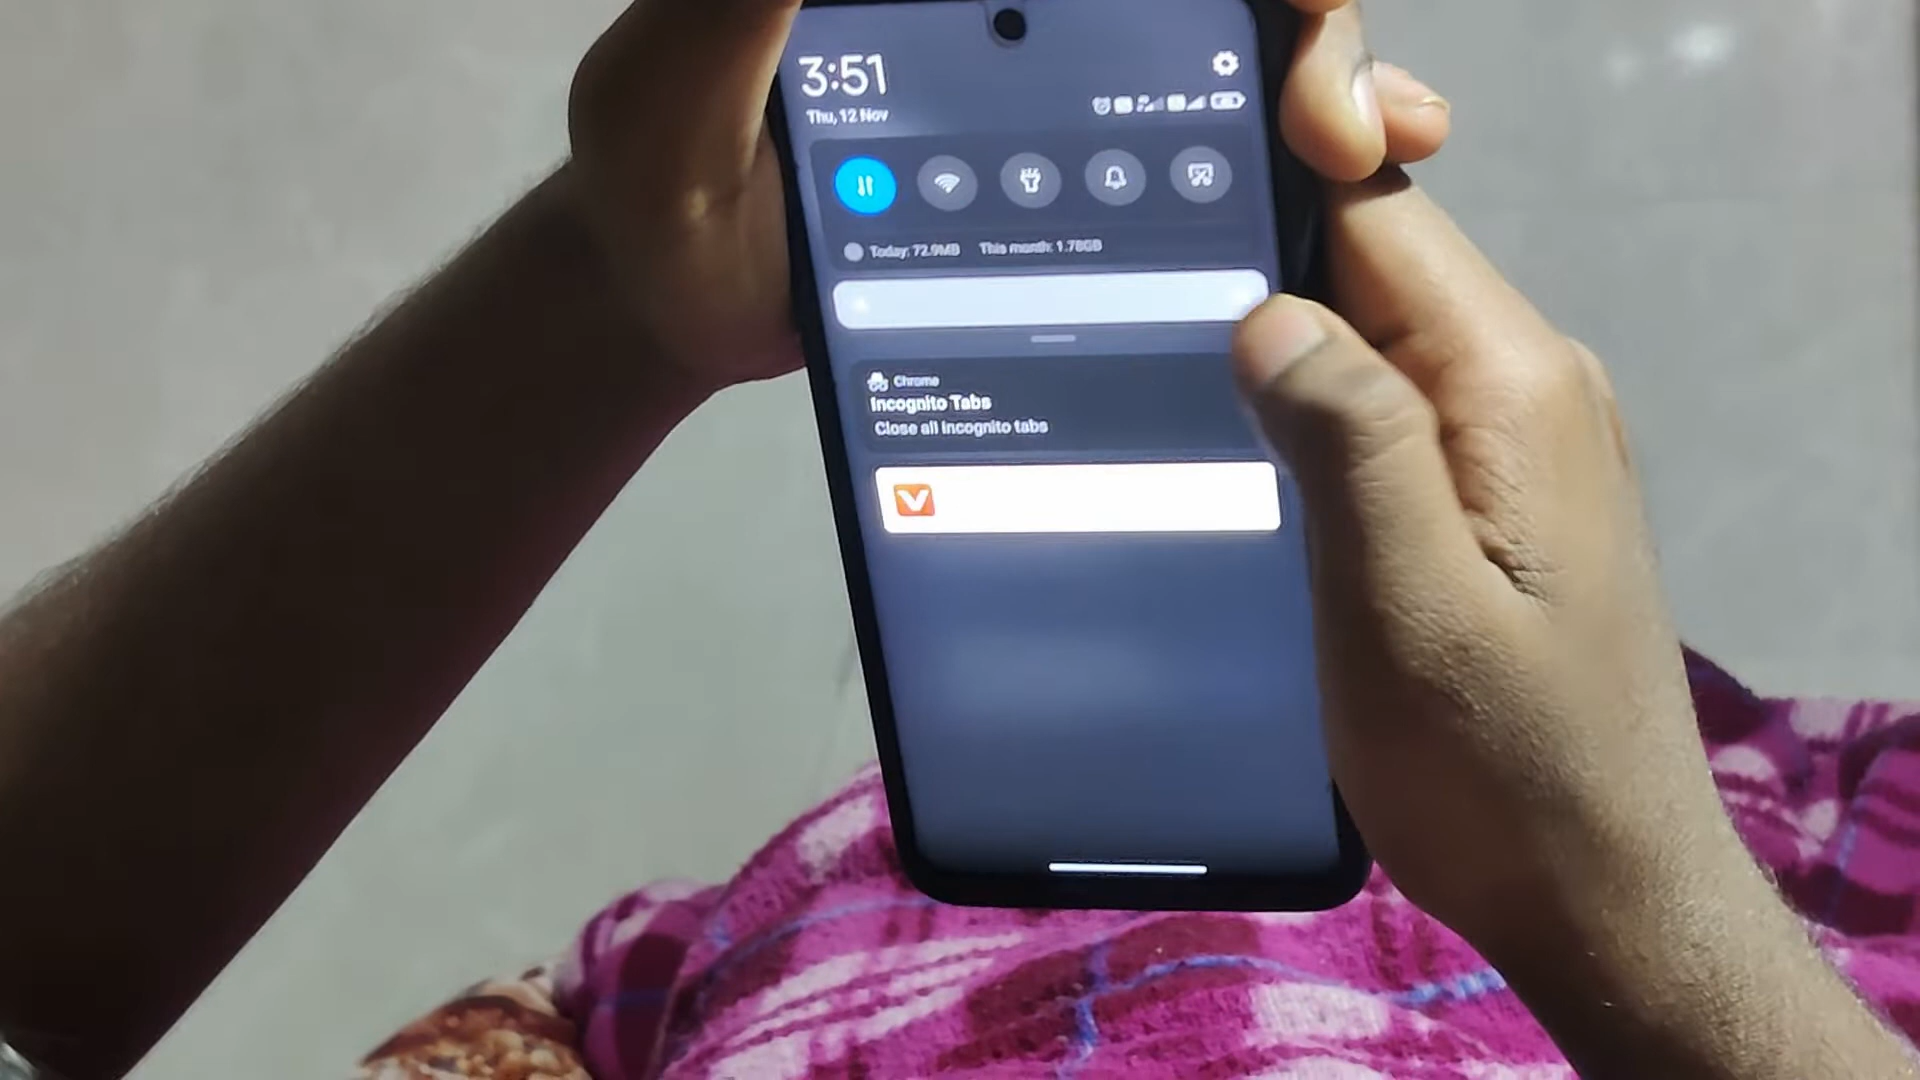 3:51
Thu, 12 Nov
Today: 72.9MB This month: 1.78GB
Chrome
Incognito Tabs
Close all incognito tabs